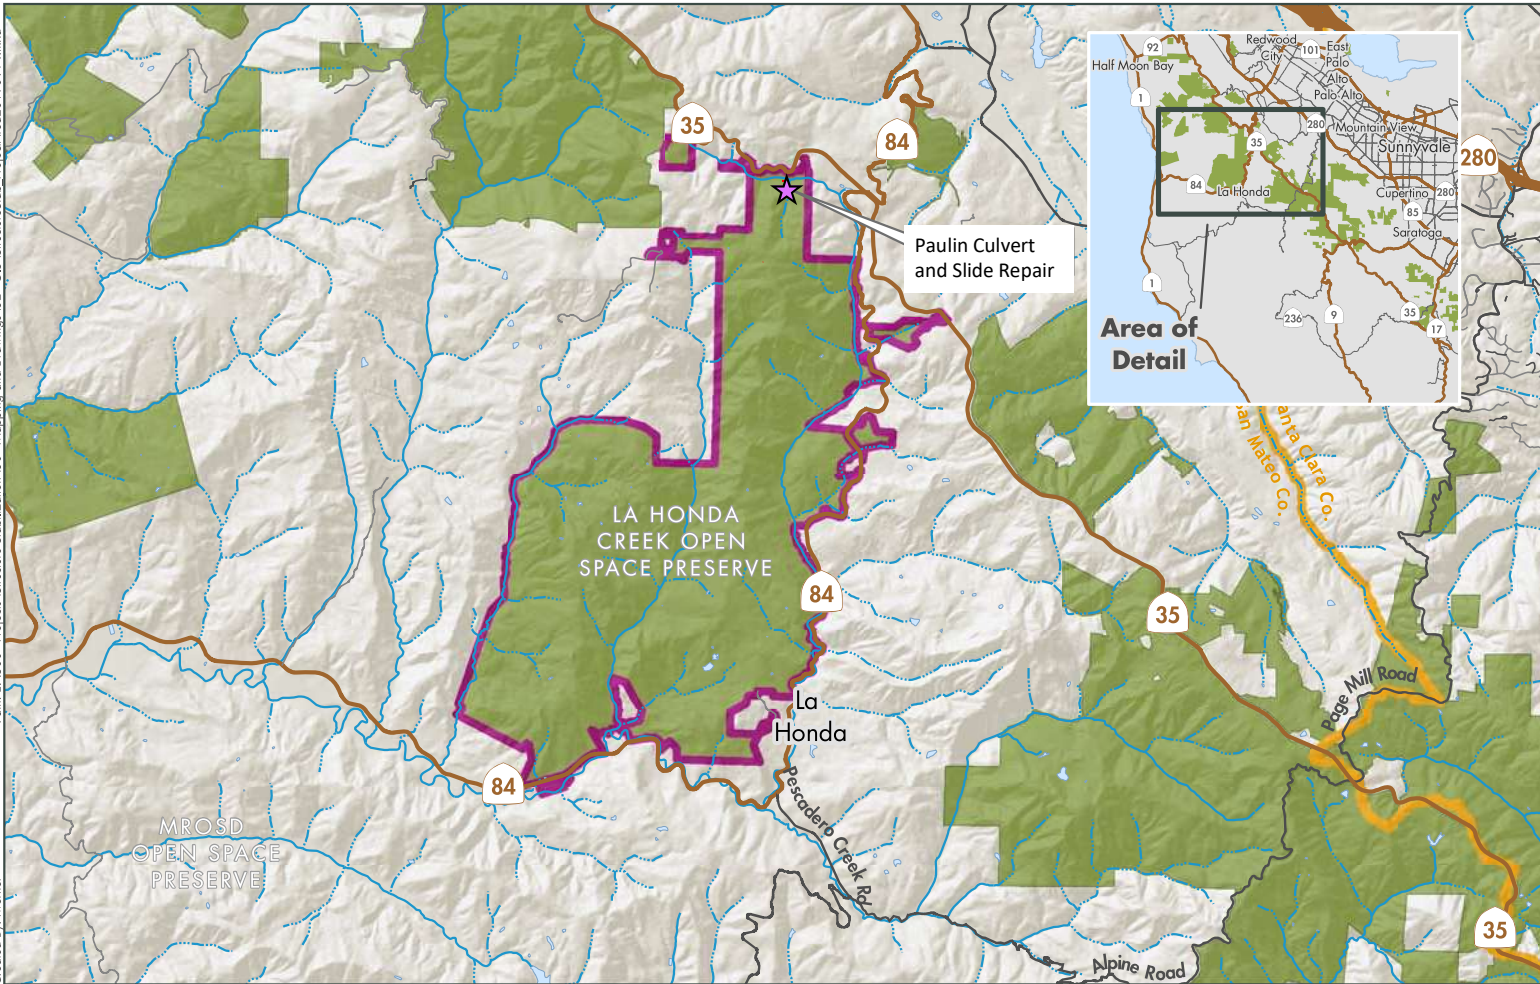 35
84
280
Paulin Culvert
and Slide Repair
LA HONDA
CREEK OPEN
SPACE PRESERVE
84
35
La
Honda
84
MROSD
OPEN SPACE
PRESERVE
Pescadero Creek Rd
Alpine Road
Page Mill Road
35
Santa Clara Co.
San Mateo Co.
92
Redwood
City
101
East
Palo
Alto
Half Moon Bay
Palo Alto
1
280
Mountain View
35
Sunnyvale
84
La Honda
Cupertino
280
85
Saratoga
1
236
9
35
17
Area of
Detail